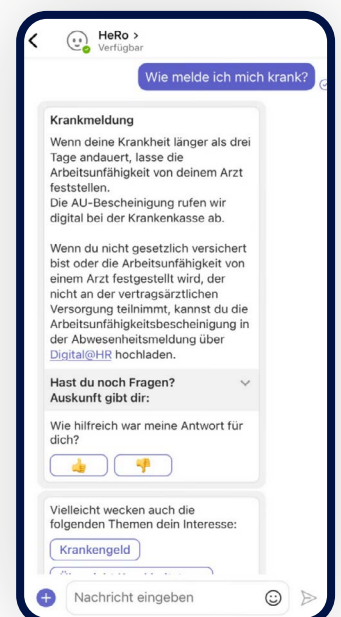 HeRo >
Verfügbar
Wie melde ich mich krank?
Krankmeldung
Wenn deine Krankheit länger als drei
Tage andauert, lasse die
Arbeitsunfähigkeit von deinem Arzt
feststellen.
Die AU-Bescheinigung rufen wir
digital bei der Krankenkasse ab.
Wenn du nicht gesetzlich versichert
bist oder die Arbeitsunfähigkeit von
einem Arzt festgestellt wird, der
nicht an der vertragsärztlichen
Versorgung teilnimmt, kannst du die
Arbeitsunfähigkeitsbescheinigung in
der Abwesenheitsmeldung über
Digital@HR hochladen.
Hast du noch Fragen?
Auskunft gibt dir:
Wie hilfreich war meine Antwort für
dich?
Vielleicht wecken auch die
folgenden Themen dein Interesse:
Krankengeld
Nachricht eingeben